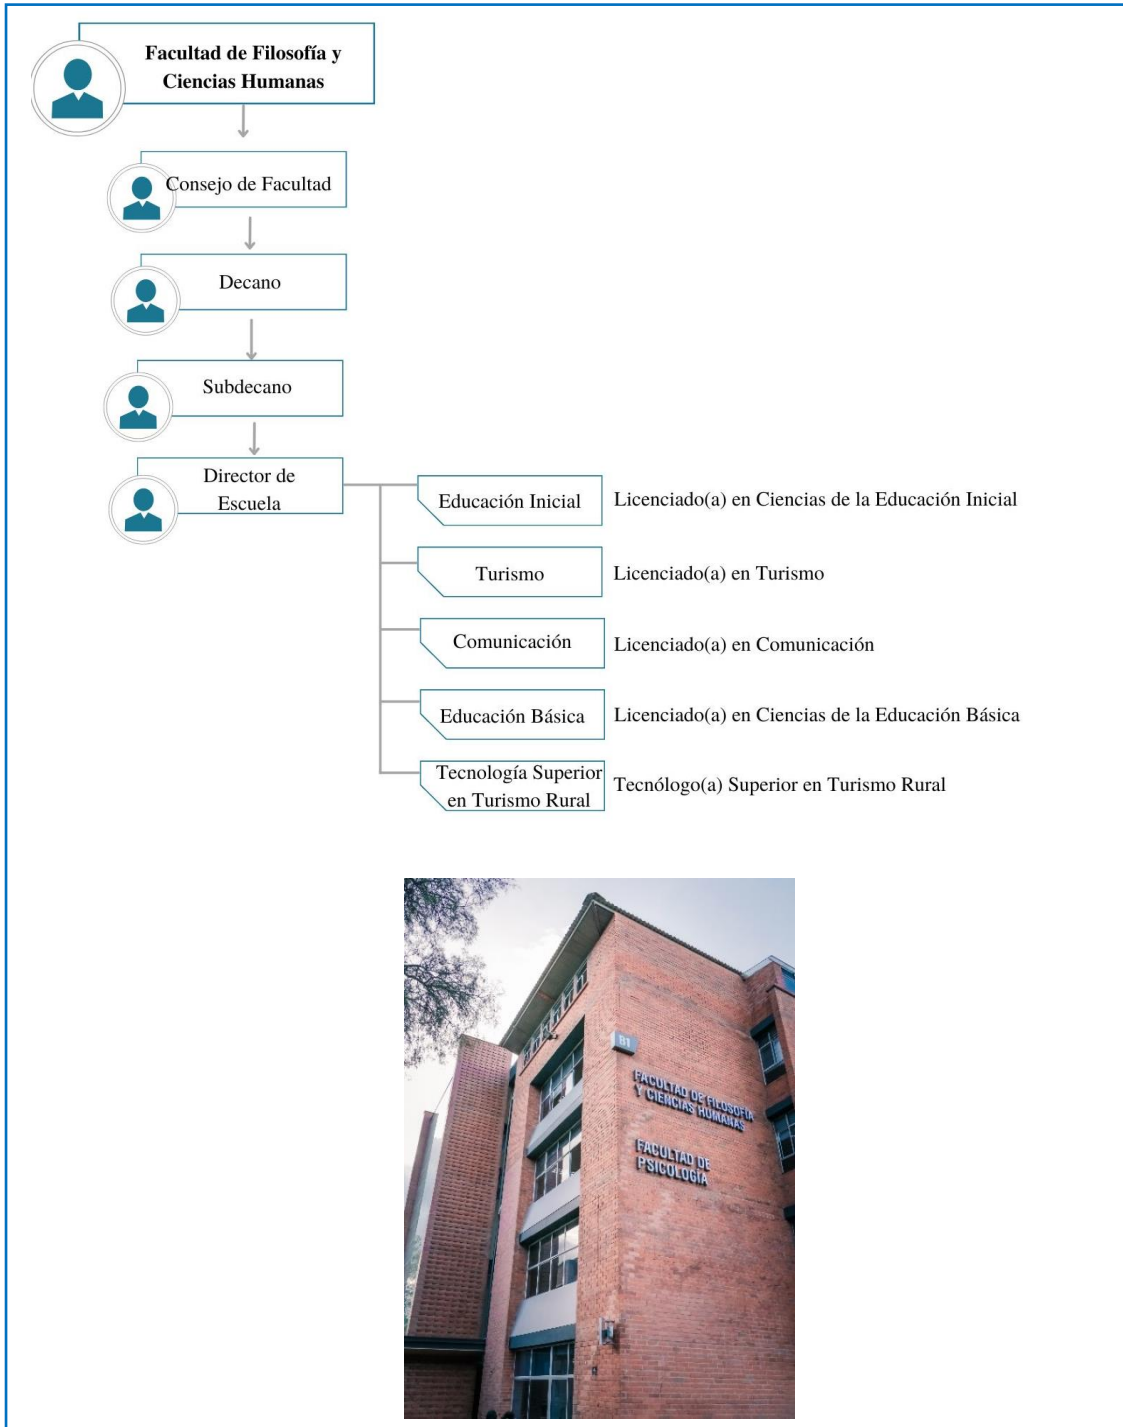 Facultad de Filosofía y
Ciencias Humanas
Consejo de Facultad
Decano
Subdecano
Director de
Escuela
Educación Inicial
Licenciado(a) en Ciencias de la Educación Inicial
Turismo
Licenciado(a) en Turismo
Comunicación
Licenciado(a) en Comunicación
Educación Básica
Licenciado(a) en Ciencias de la Educación Básica
Tecnología Superior
en Turismo Rural
Tecnólogo(a) Superior en Turismo Rural
B1
FACULTAD DE FILOSOFÍA
Y CIENCIAS HUMANAS
FACULTAD DE
PSICOLOGÍA